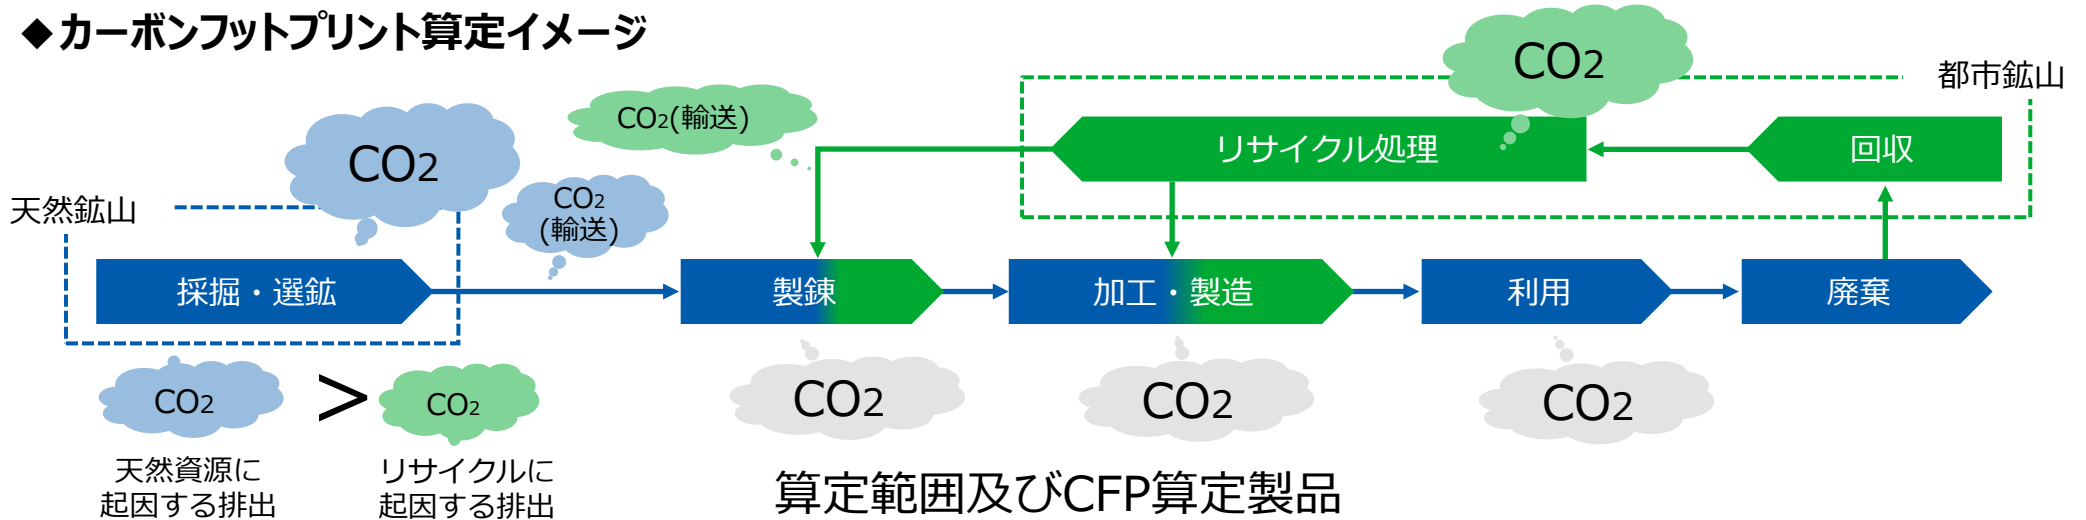 ◆カーボンフットプリント算定イメージ
CO2
都市鉱山
CO2(輸送)
CO2
リサイクル処理
回収
天然鉱山
CO2
(輸送)
採掘・選鉱
製錬
加工・製造
利用
廃棄
CO2
>
CO2
CO2
CO2
CO2
天然資源に
起因する排出
リサイクルに
起因する排出
算定範囲及びCFP算定製品